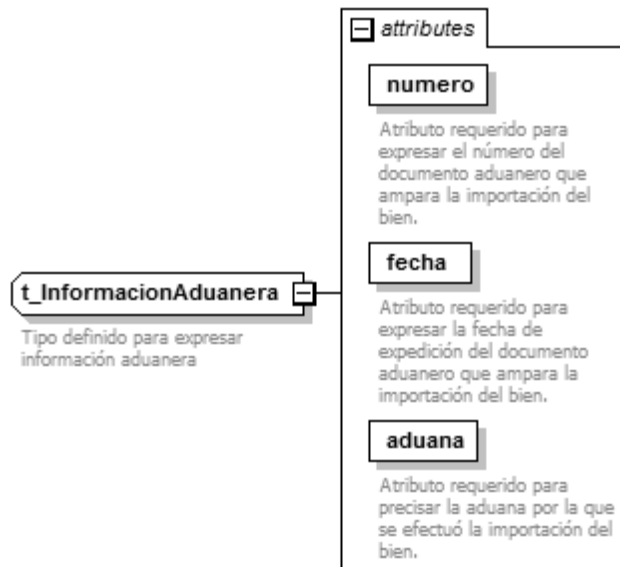 attributes
numero
Atributo requerido para
expresar el número del
documento aduanero que
ampara la importación del
bien.
fecha
Atributo requerido para
expresar la fecha de
expedición del documento
aduanero que ampara la
importación del bien.
aduana
Atributo requerido para
precisar la aduana por la que
se efectuó la importación del
bien.
t_InformacionAduanera
Tipo definido para expresar
información aduanera